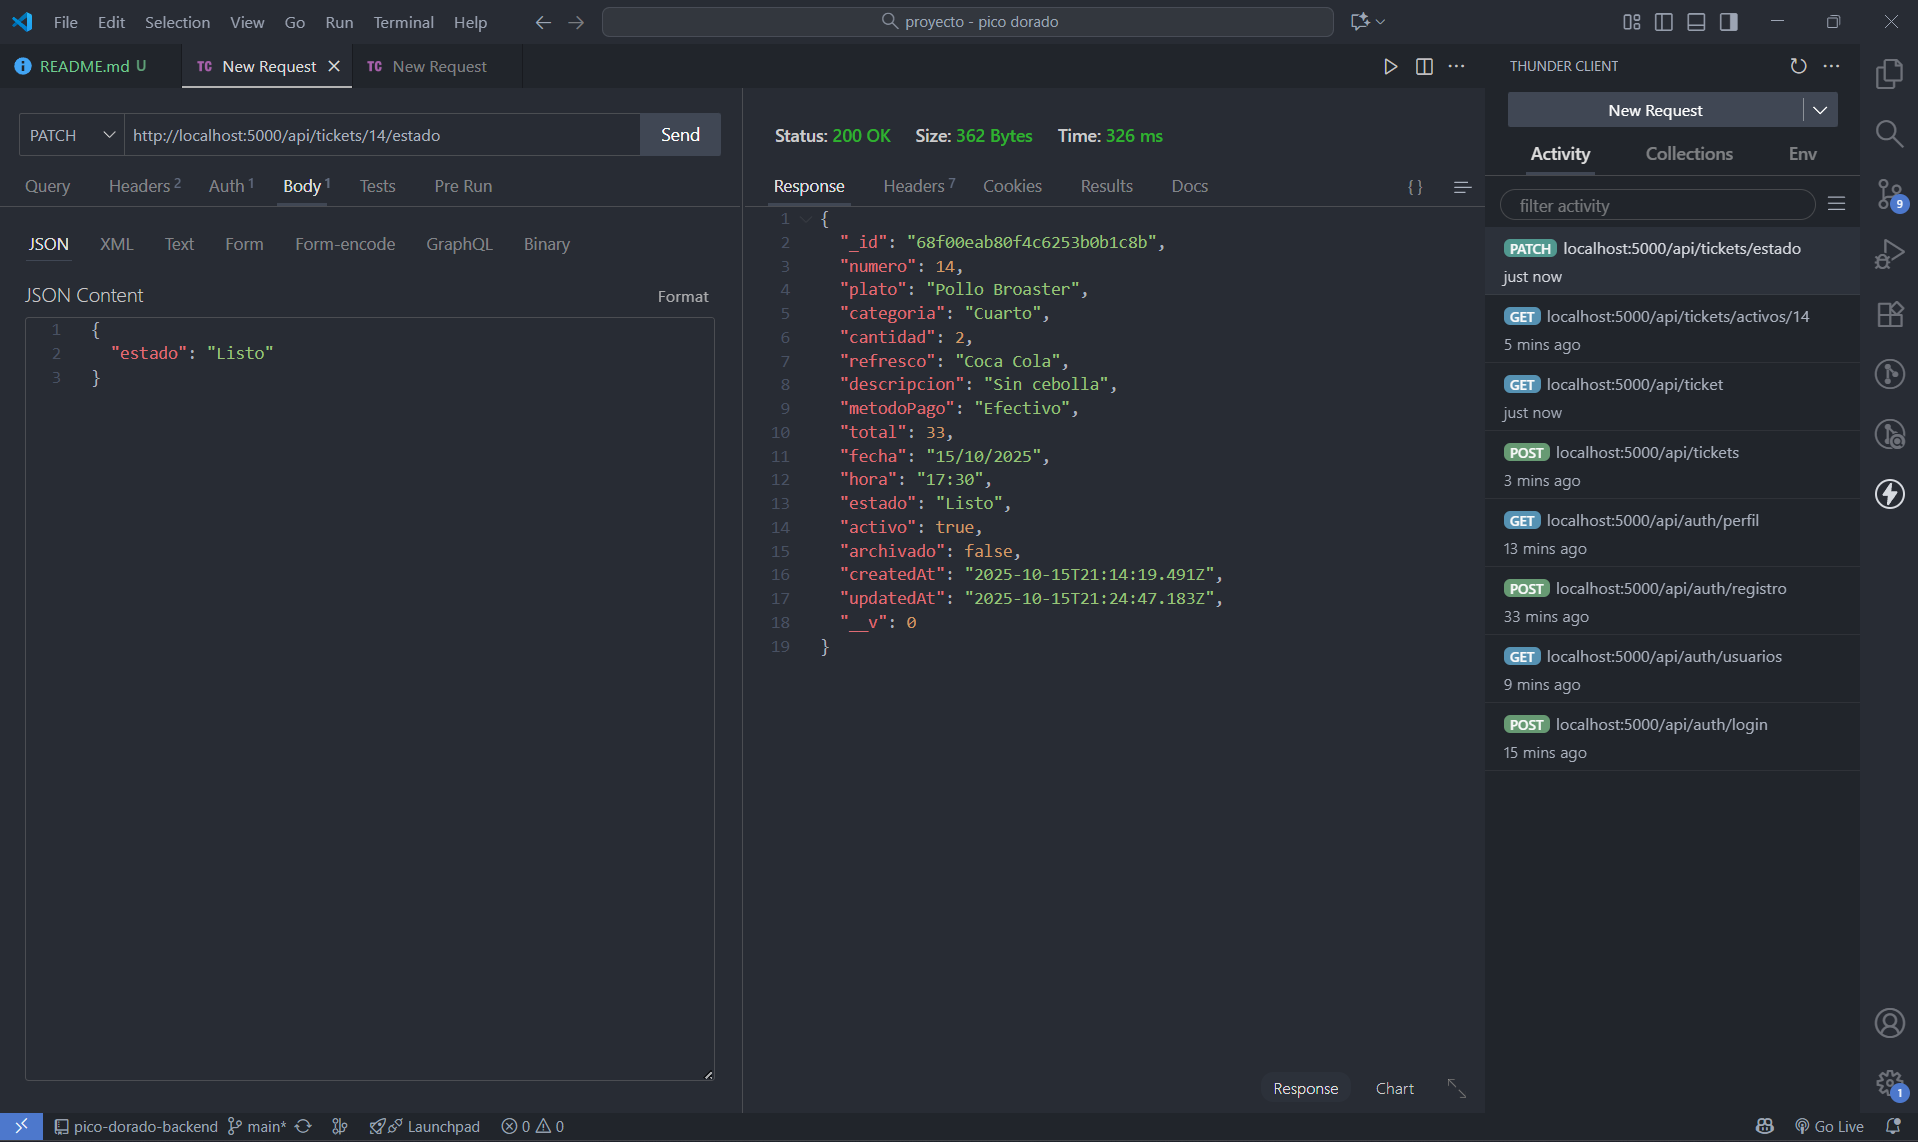 File Edit Selection View Go Run Terminal Help
proyecto - pico dorado
README.md U
TC New Request
TC New Request
PATCH
http://localhost:5000/api/tickets/14/estado
Send
Query Headers 2 Auth 1 Body 1 Tests Pre Run
JSON XML Text Form Form-encode GraphQL Binary
JSON Content
Format
1 {
2 "estado": "Listo"
3 }
Status: 200 OK Size: 362 Bytes Time: 326 ms
Response Headers 7 Cookies Results Docs
{ }
1 {
2 "_id": "68f00eab80f4c6253b0b1c8b",
3 "numero": 14,
4 "plato": "Pollo Broaster",
5 "categoria": "Cuarto",
6 "cantidad": 2,
7 "refresco": "Coca Cola",
8 "descripcion": "Sin cebolla",
9 "metodoPago": "Efectivo",
10 "total": 33,
11 "fecha": "15/10/2025",
12 "hora": "17:30",
13 "estado": "Listo",
14 "activo": true,
15 "archivado": false,
16 "createdAt": "2025-10-15T21:14:19.491Z",
17 "updatedAt": "2025-10-15T21:24:47.183Z",
18 "__v": 0
19 }
Response Chart
THUNDER CLIENT
New Request
Activity Collections Env
filter activity
PATCH localhost:5000/api/tickets/estado
just now
GET localhost:5000/api/tickets/activos/14
5 mins ago
GET localhost:5000/api/ticket
just now
POST localhost:5000/api/tickets
3 mins ago
GET localhost:5000/api/auth/perfil
13 mins ago
POST localhost:5000/api/auth/registro
33 mins ago
GET localhost:5000/api/auth/usuarios
9 mins ago
POST localhost:5000/api/auth/login
15 mins ago
9
1
pico-dorado-backend main* Launchpad 0 0
Go Live